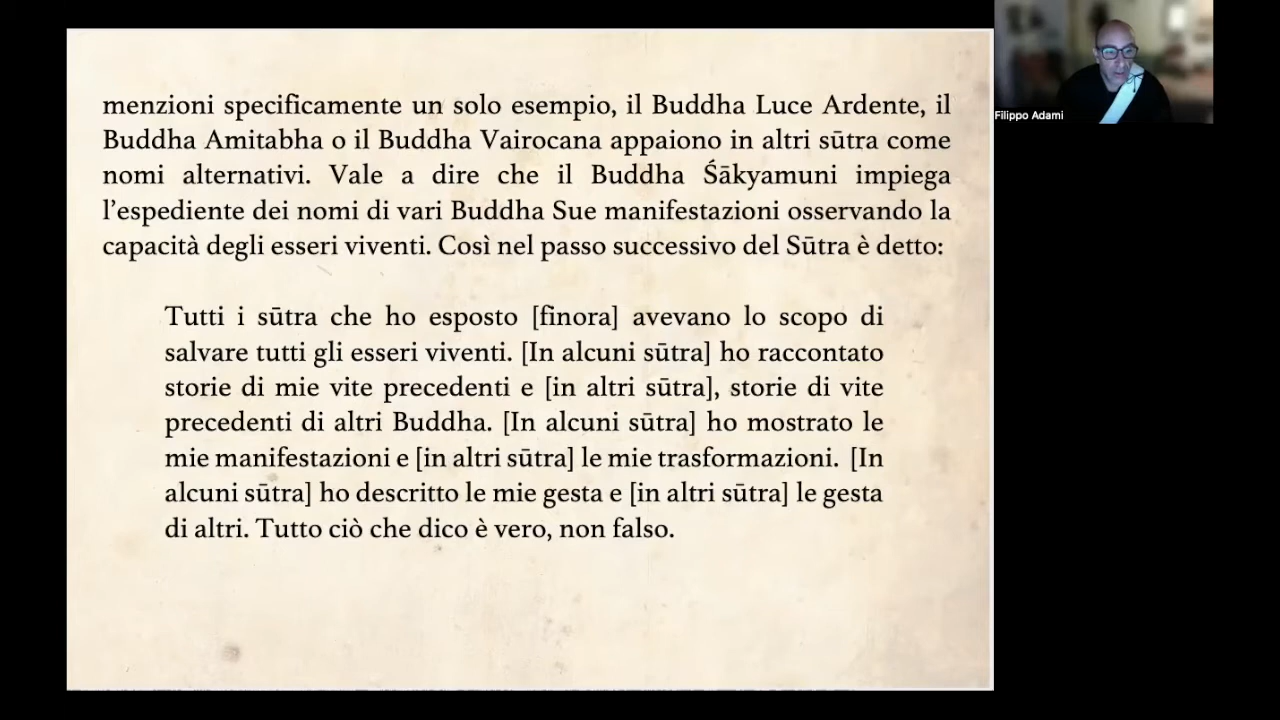 menzioni specificamente un solo esempio, il Buddha Luce Ardente, il
Buddha Amitabha o il Buddha Vairocana appaiono in altri sūtra come
nomi alternativi. Vale a dire che il Buddha Śākyamuni impiega
l’espediente dei nomi di vari Buddha Sue manifestazioni osservando la
capacità degli esseri viventi. Così nel passo successivo del Sūtra è detto:
Tutti i sūtra che ho esposto [finora] avevano lo scopo di
salvare tutti gli esseri viventi. [In alcuni sūtra] ho raccontato
storie di mie vite precedenti e [in altri sūtra], storie di vite
precedenti di altri Buddha. [In alcuni sūtra] ho mostrato le
mie manifestazioni e [in altri sūtra] le mie trasformazioni. [In
alcuni sūtra] ho descritto le mie gesta e [in altri sūtra] le gesta
di altri. Tutto ciò che dico è vero, non falso.
Filippo Adami